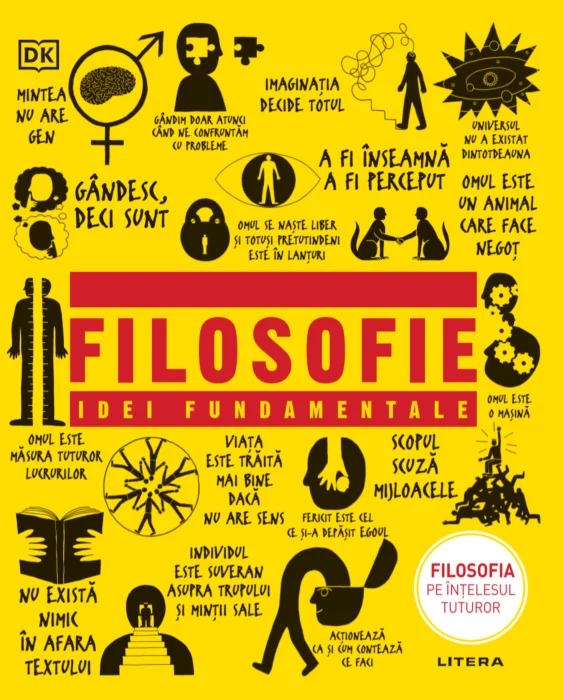 DK
MINTEA
NU ARE
GEN
GÂNDIM DOAR ATUNCI
CÂND NE CONFRUNTĂM
CU PROBLEME
IMAGINAȚIA
DECIDE TOTUL
UNIVERSUL
NU A EXISTAT
DINTOTDEAUNA
GÂNDESC,
DECI SUNT
A FI ÎNSEAMNĂ
A FI PERCEPUT
OMUL ESTE
UN ANIMAL
CARE FACE
NEGOȚ
OMUL SE NAȘTE LIBER
ȘI TOTUȘI PRETUTINDENI
ESTE ÎN LANȚURI
FILOSOFIE
IDEI FUNDAMENTALE
OMUL ESTE
O MAȘINĂ
OMUL ESTE
MĂSURA TUTUROR
LUCRURILOR
VIAȚA
ESTE TRĂITĂ
MAI BINE
DACĂ
NU ARE SENS
SCOPUL
SCUZĂ
MIJLOACELE
FERICIT ESTE CEL
CE ȘI-A DEPĂȘIT EGOUL
NU EXISTĂ
NIMIC
ÎN AFARA
TEXTULUI
INDIVIDUL
ESTE SUVERAN
ASUPRA TRUPULUI
ȘI MINȚII SALE
ACȚIONEAZĂ
CA ȘI CUM CONTEAZĂ
CE FACI
FILOSOFIA
PE ÎNȚELESUL
TUTUROR
LITERA